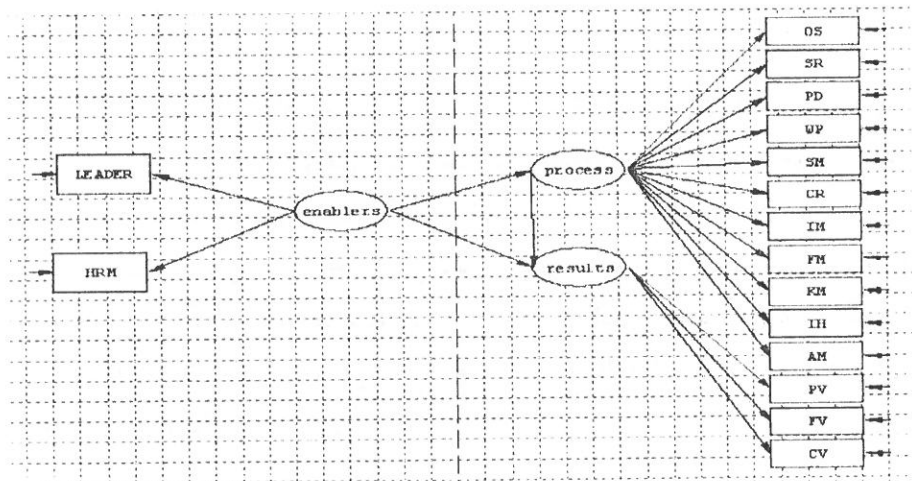 OS
SR
PD
WP
SM
CR
IM
FM
KM
IH
AM
PV
FV
CV
LEADER
HRM
enablers
process
results